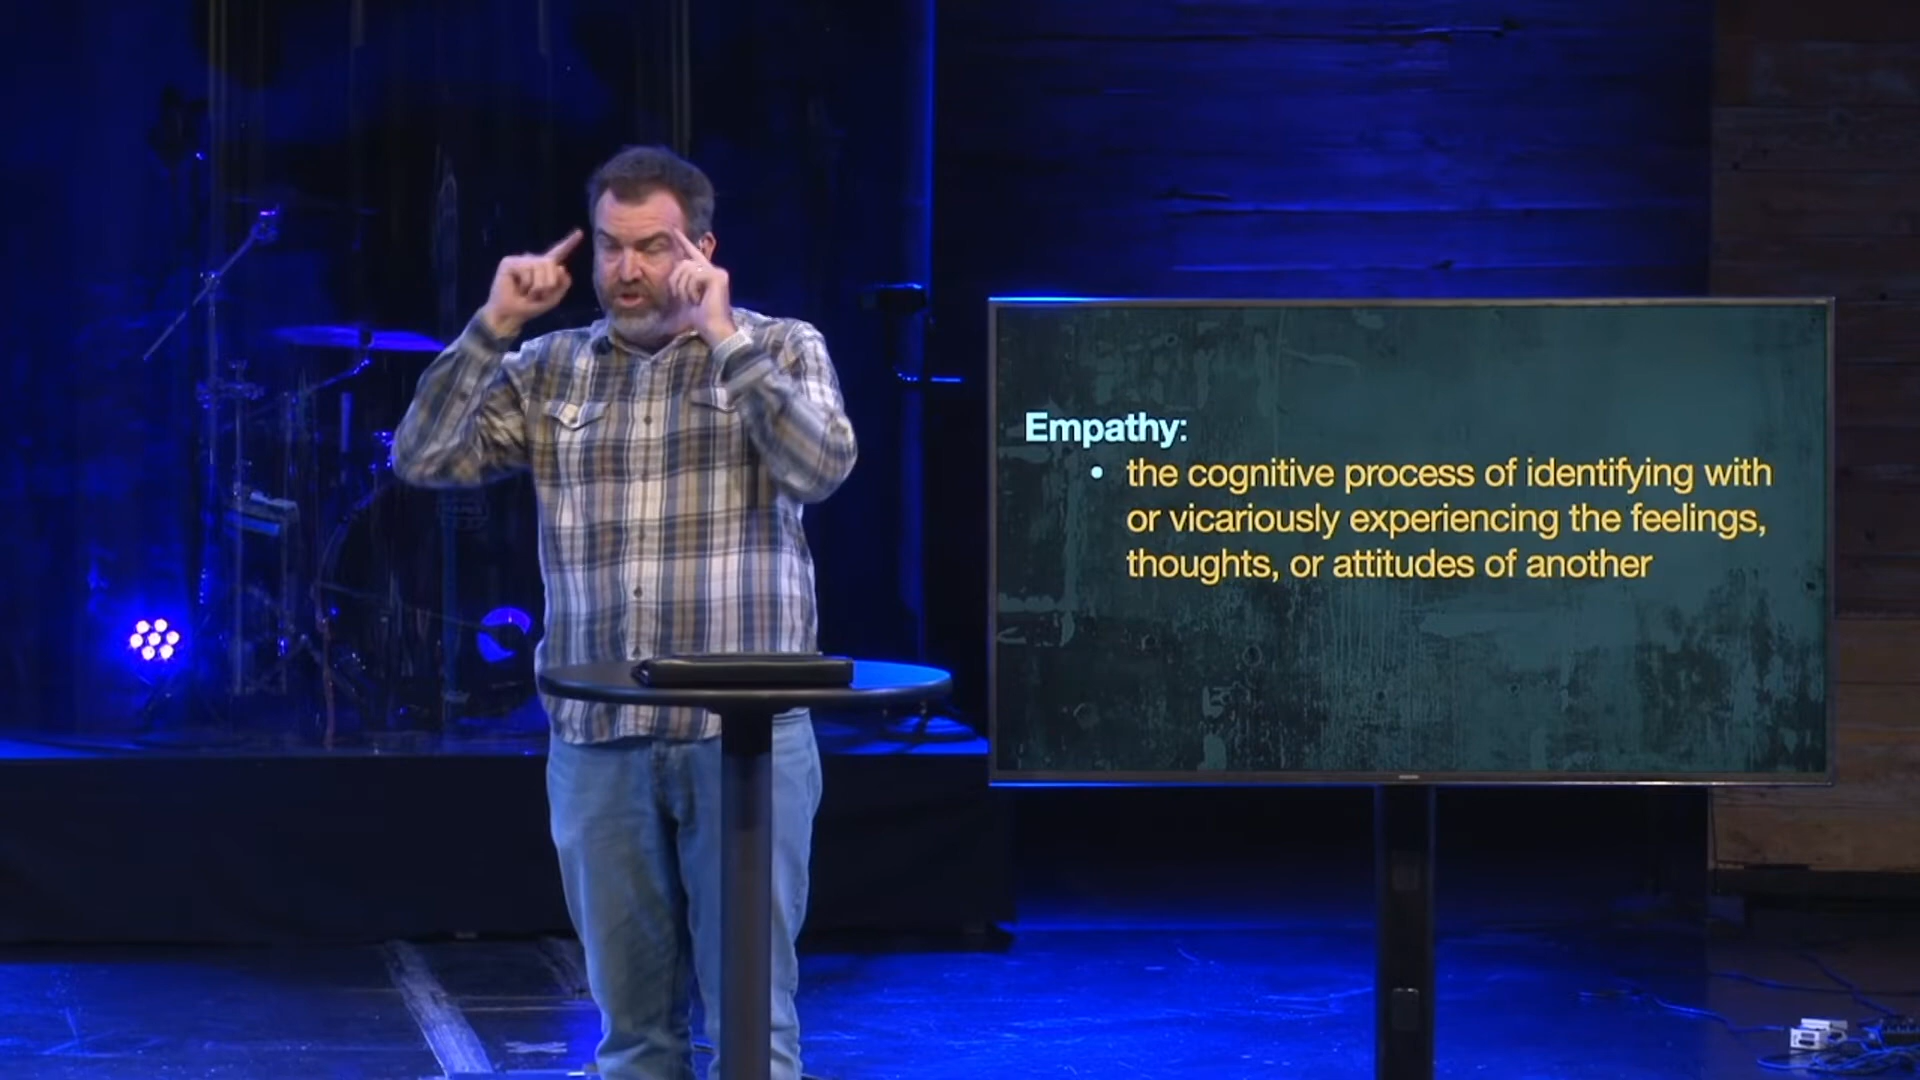 Empathy:
• the cognitive process of identifying with
or vicariously experiencing the feelings,
thoughts, or attitudes of another